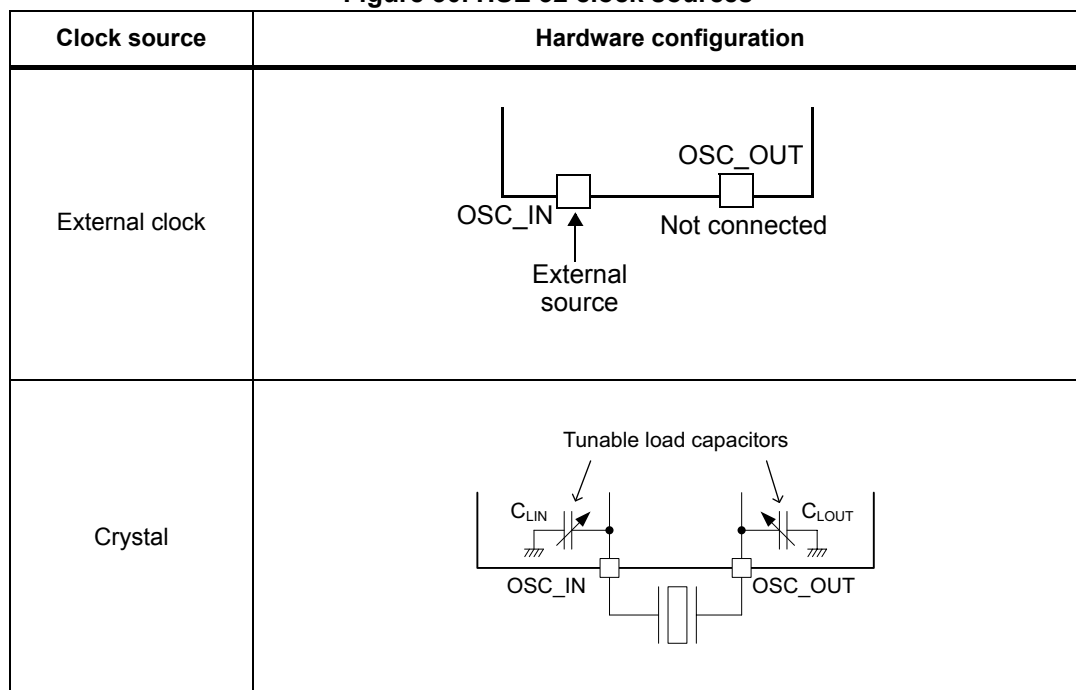 Clock source
Hardware configuration
External clock
OSC_OUT
OSC_IN
Not connected
External
source
Crystal
Tunable load capacitors
CLIN
CLOUT
OSC_IN
OSC_OUT